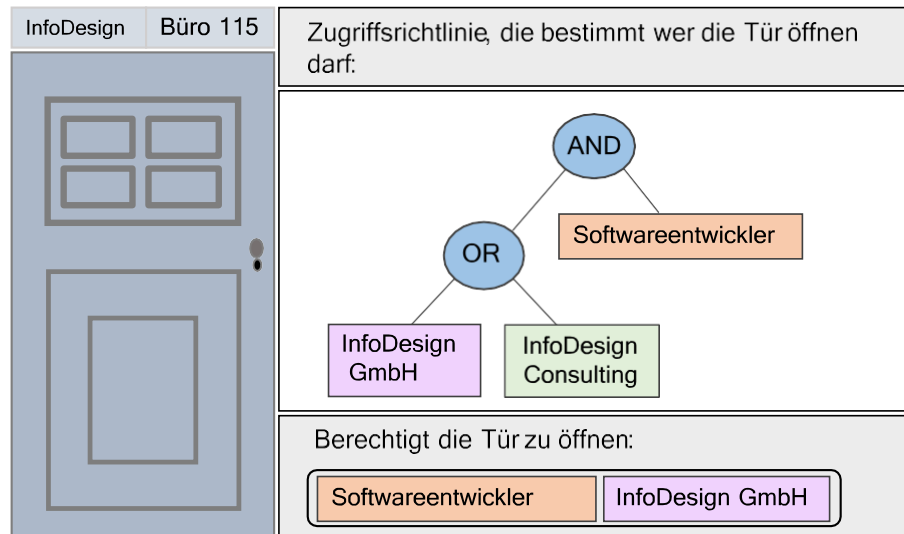 InfoDesign
Büro 115
Zugriffsrichtlinie, die bestimmt wer die Tür öffnen
darf:
AND
Softwareentwickler
OR
InfoDesign
GmbH
InfoDesign
Consulting
Berechtigt die Tür zu öffnen:
Softwareentwickler
InfoDesign GmbH